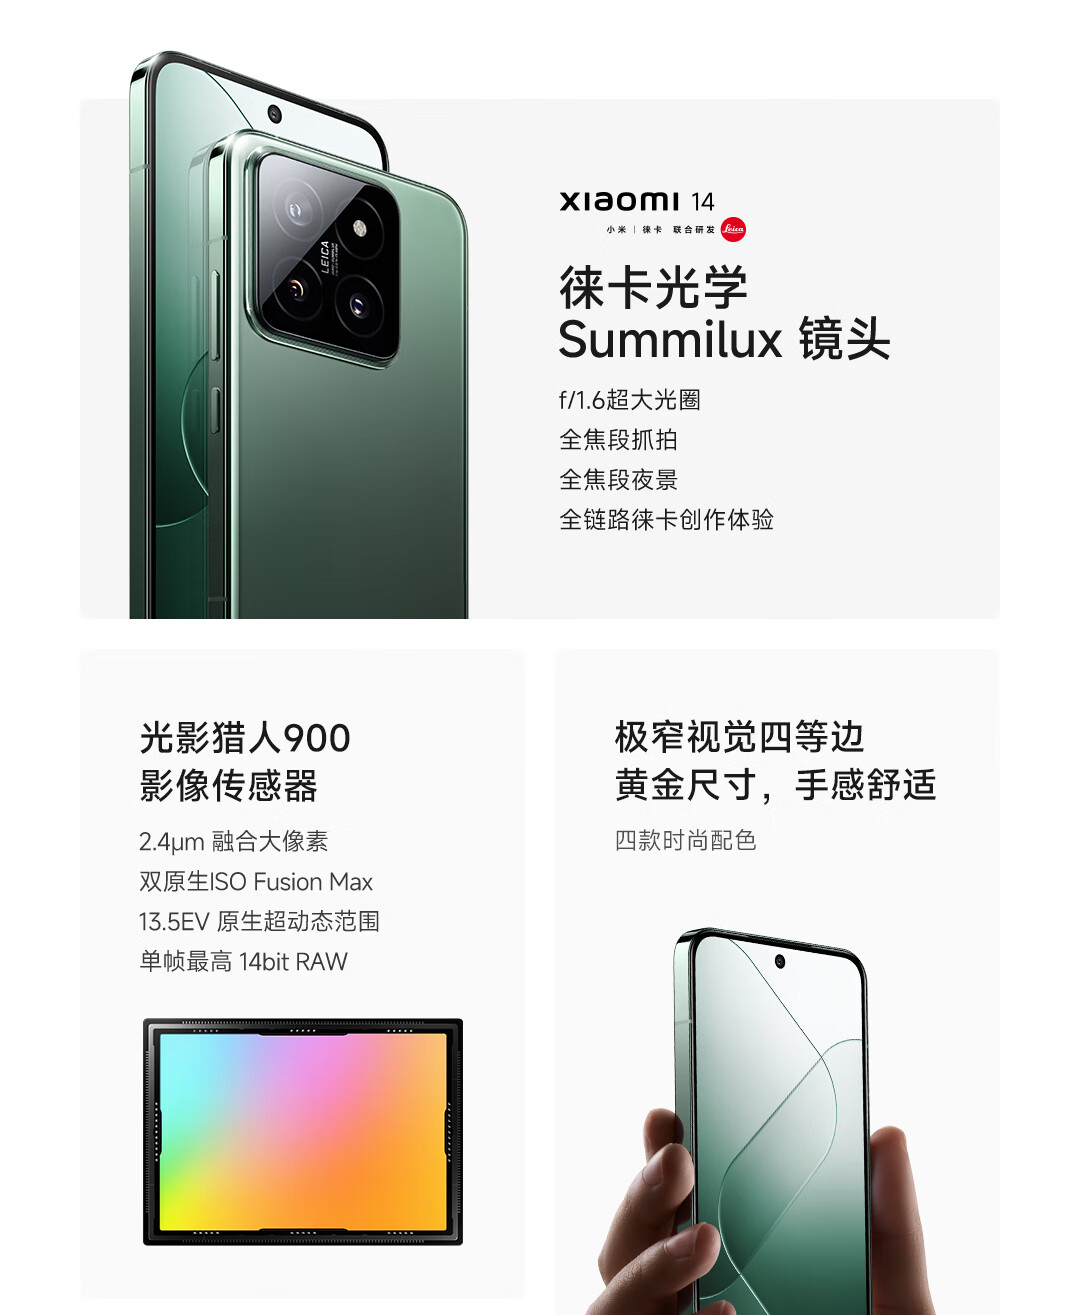 xiaomi 14
小米 | 徕卡 联合研发 Leica
徕卡光学
Summilux 镜头
f/1.6超大光圈
全焦段抓拍
全焦段夜景
全链路徕卡创作体验
LEICA
光影猎人900
影像传感器
2.4μm 融合大像素
双原生ISO Fusion Max
13.5EV 原生超动态范围
单帧最高 14bit RAW
极窄视觉四等边
黄金尺寸，手感舒适
四款时尚配色